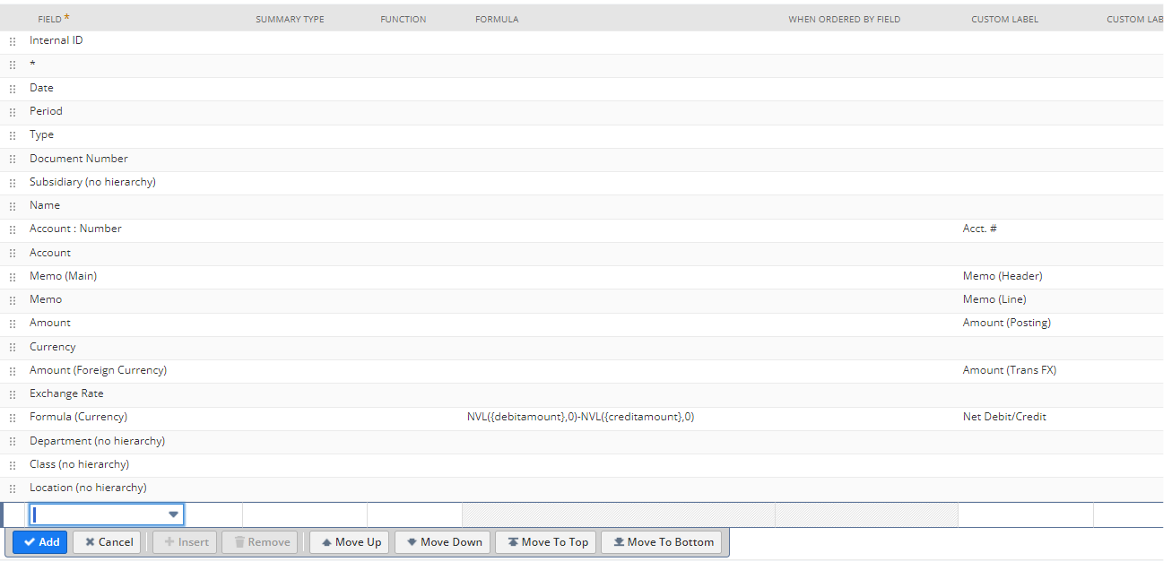 FIELD * SUMMARY TYPE FUNCTION FORMULA WHEN ORDERED BY FIELD CUSTOM LABEL CUSTOM LAB
Internal ID
*
Date
Period
Type
Document Number
Subsidiary (no hierarchy)
Name
Account : Number Acct. #
Account
Memo (Main) Memo (Header)
Memo Memo (Line)
Amount Amount (Posting)
Currency
Amount (Foreign Currency) Amount (Trans FX)
Exchange Rate
Formula (Currency) NVL({debitamount},0)-NVL({creditamount},0) Net Debit/Credit
Department (no hierarchy)
Class (no hierarchy)
Location (no hierarchy)
Add Cancel Insert Remove Move Up Move Down Move To Top Move To Bottom